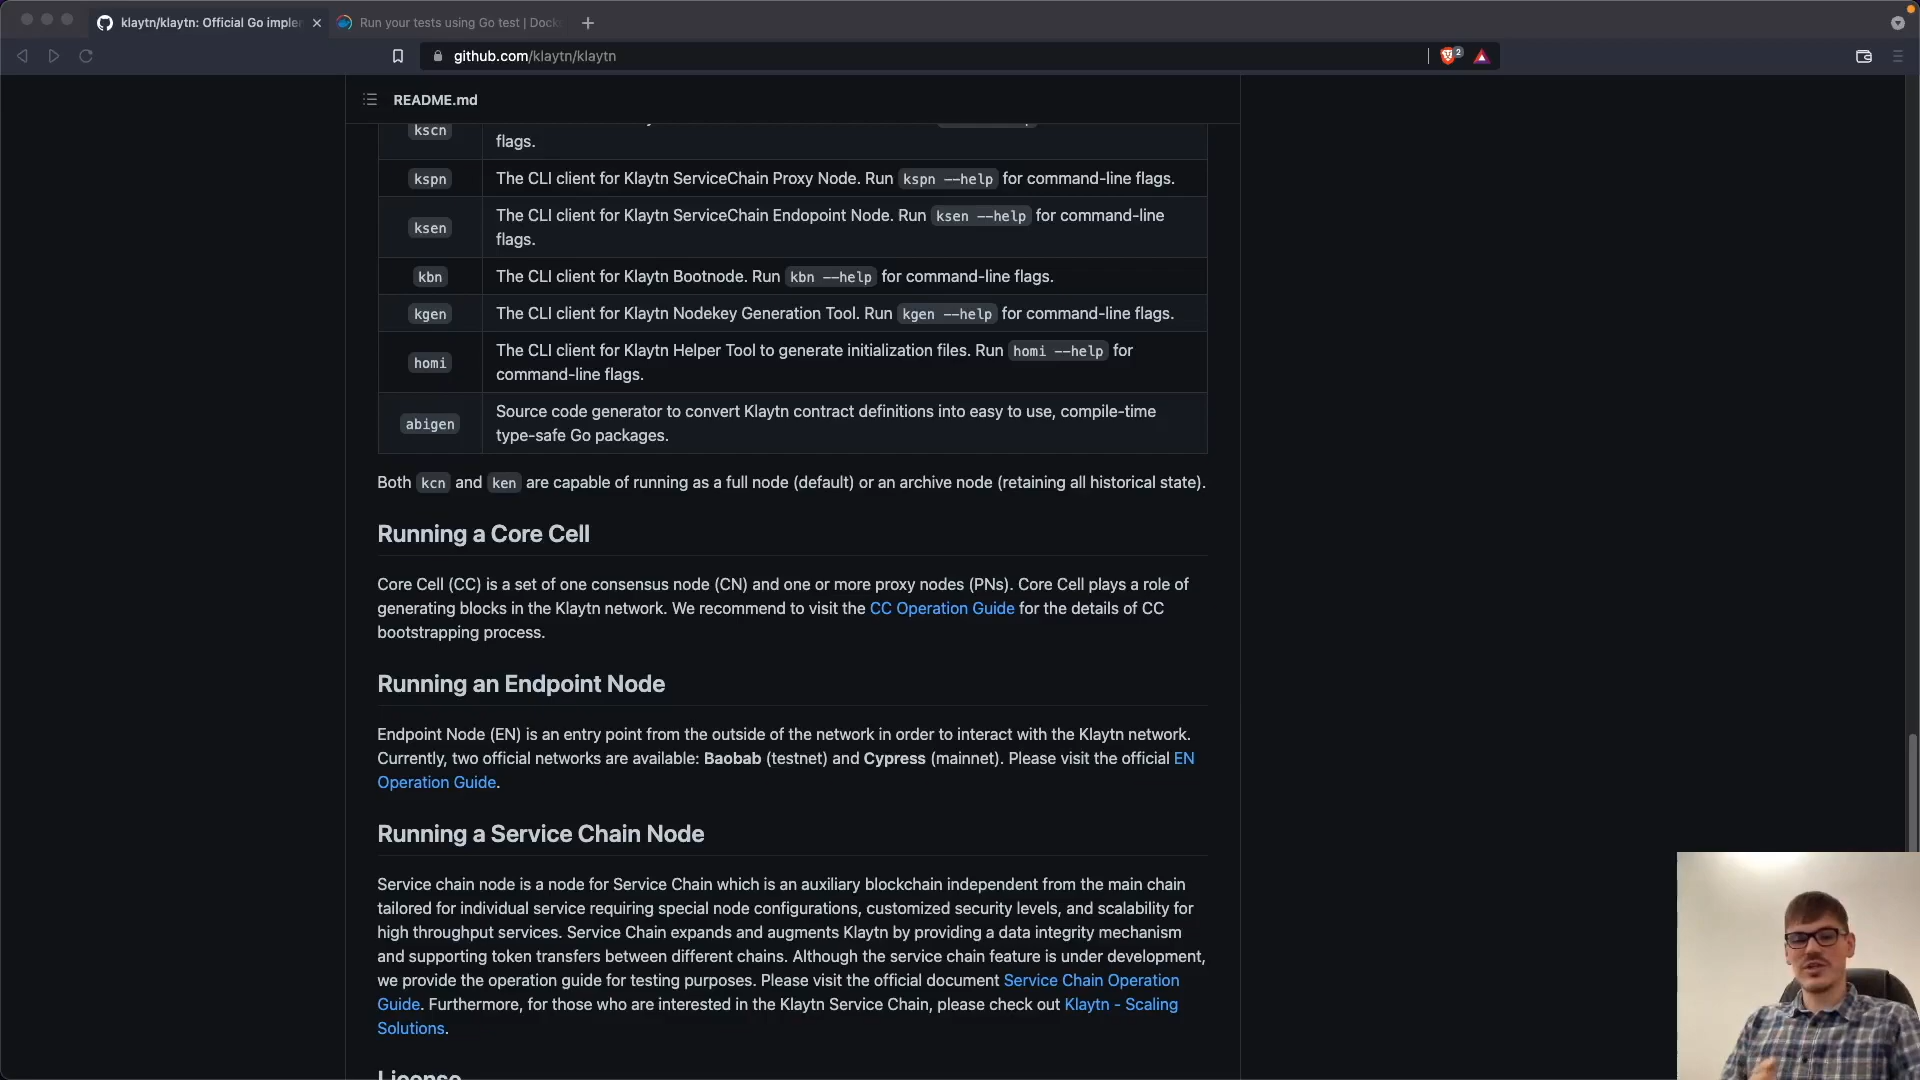 klaytn/klaytn: Official Go implem
Run your tests using Go test | Dock
github.com/klaytn/klaytn
2
README.md
kscn
flags.
kspn The CLI client for Klaytn ServiceChain Proxy Node. Run kspn --help for command-line flags.
ksen The CLI client for Klaytn ServiceChain Endopoint Node. Run ksen --help for command-line
flags.
kbn The CLI client for Klaytn Bootnode. Run kbn --help for command-line flags.
kgen The CLI client for Klaytn Nodekey Generation Tool. Run kgen --help for command-line flags.
homi The CLI client for Klaytn Helper Tool to generate initialization files. Run homi --help for
command-line flags.
abigen Source code generator to convert Klaytn contract definitions into easy to use, compile-time
type-safe Go packages.
Both kcn and ken are capable of running as a full node (default) or an archive node (retaining all historical state).
Running a Core Cell
Core Cell (CC) is a set of one consensus node (CN) and one or more proxy nodes (PNs). Core Cell plays a role of
generating blocks in the Klaytn network. We recommend to visit the CC Operation Guide for the details of CC
bootstrapping process.
Running an Endpoint Node
Endpoint Node (EN) is an entry point from the outside of the network in order to interact with the Klaytn network.
Currently, two official networks are available: Baobab (testnet) and Cypress (mainnet). Please visit the official EN
Operation Guide.
Running a Service Chain Node
Service chain node is a node for Service Chain which is an auxiliary blockchain independent from the main chain
tailored for individual service requiring special node configurations, customized security levels, and scalability for
high throughput services. Service Chain expands and augments Klaytn by providing a data integrity mechanism
and supporting token transfers between different chains. Although the service chain feature is under development,
we provide the operation guide for testing purposes. Please visit the official document Service Chain Operation
Guide. Furthermore, for those who are interested in the Klaytn Service Chain, please check out Klaytn - Scaling
Solutions.
License